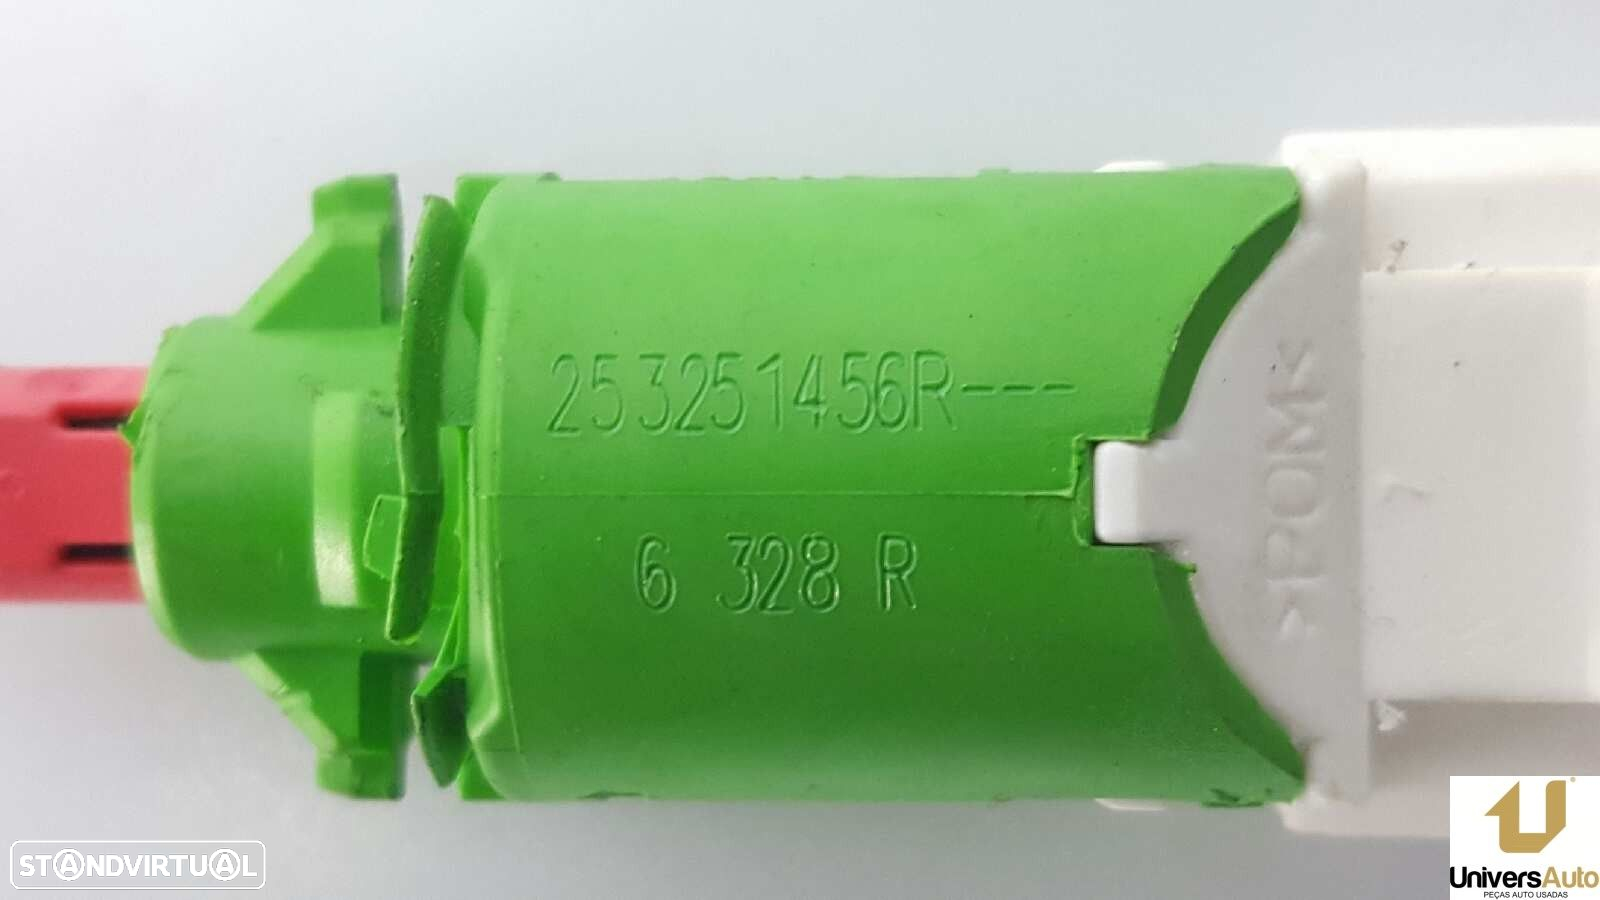 253251456R---
6 328 R
>POM<
STANDVIRTUAL
UniversAuto
PEÇAS AUTO USADAS